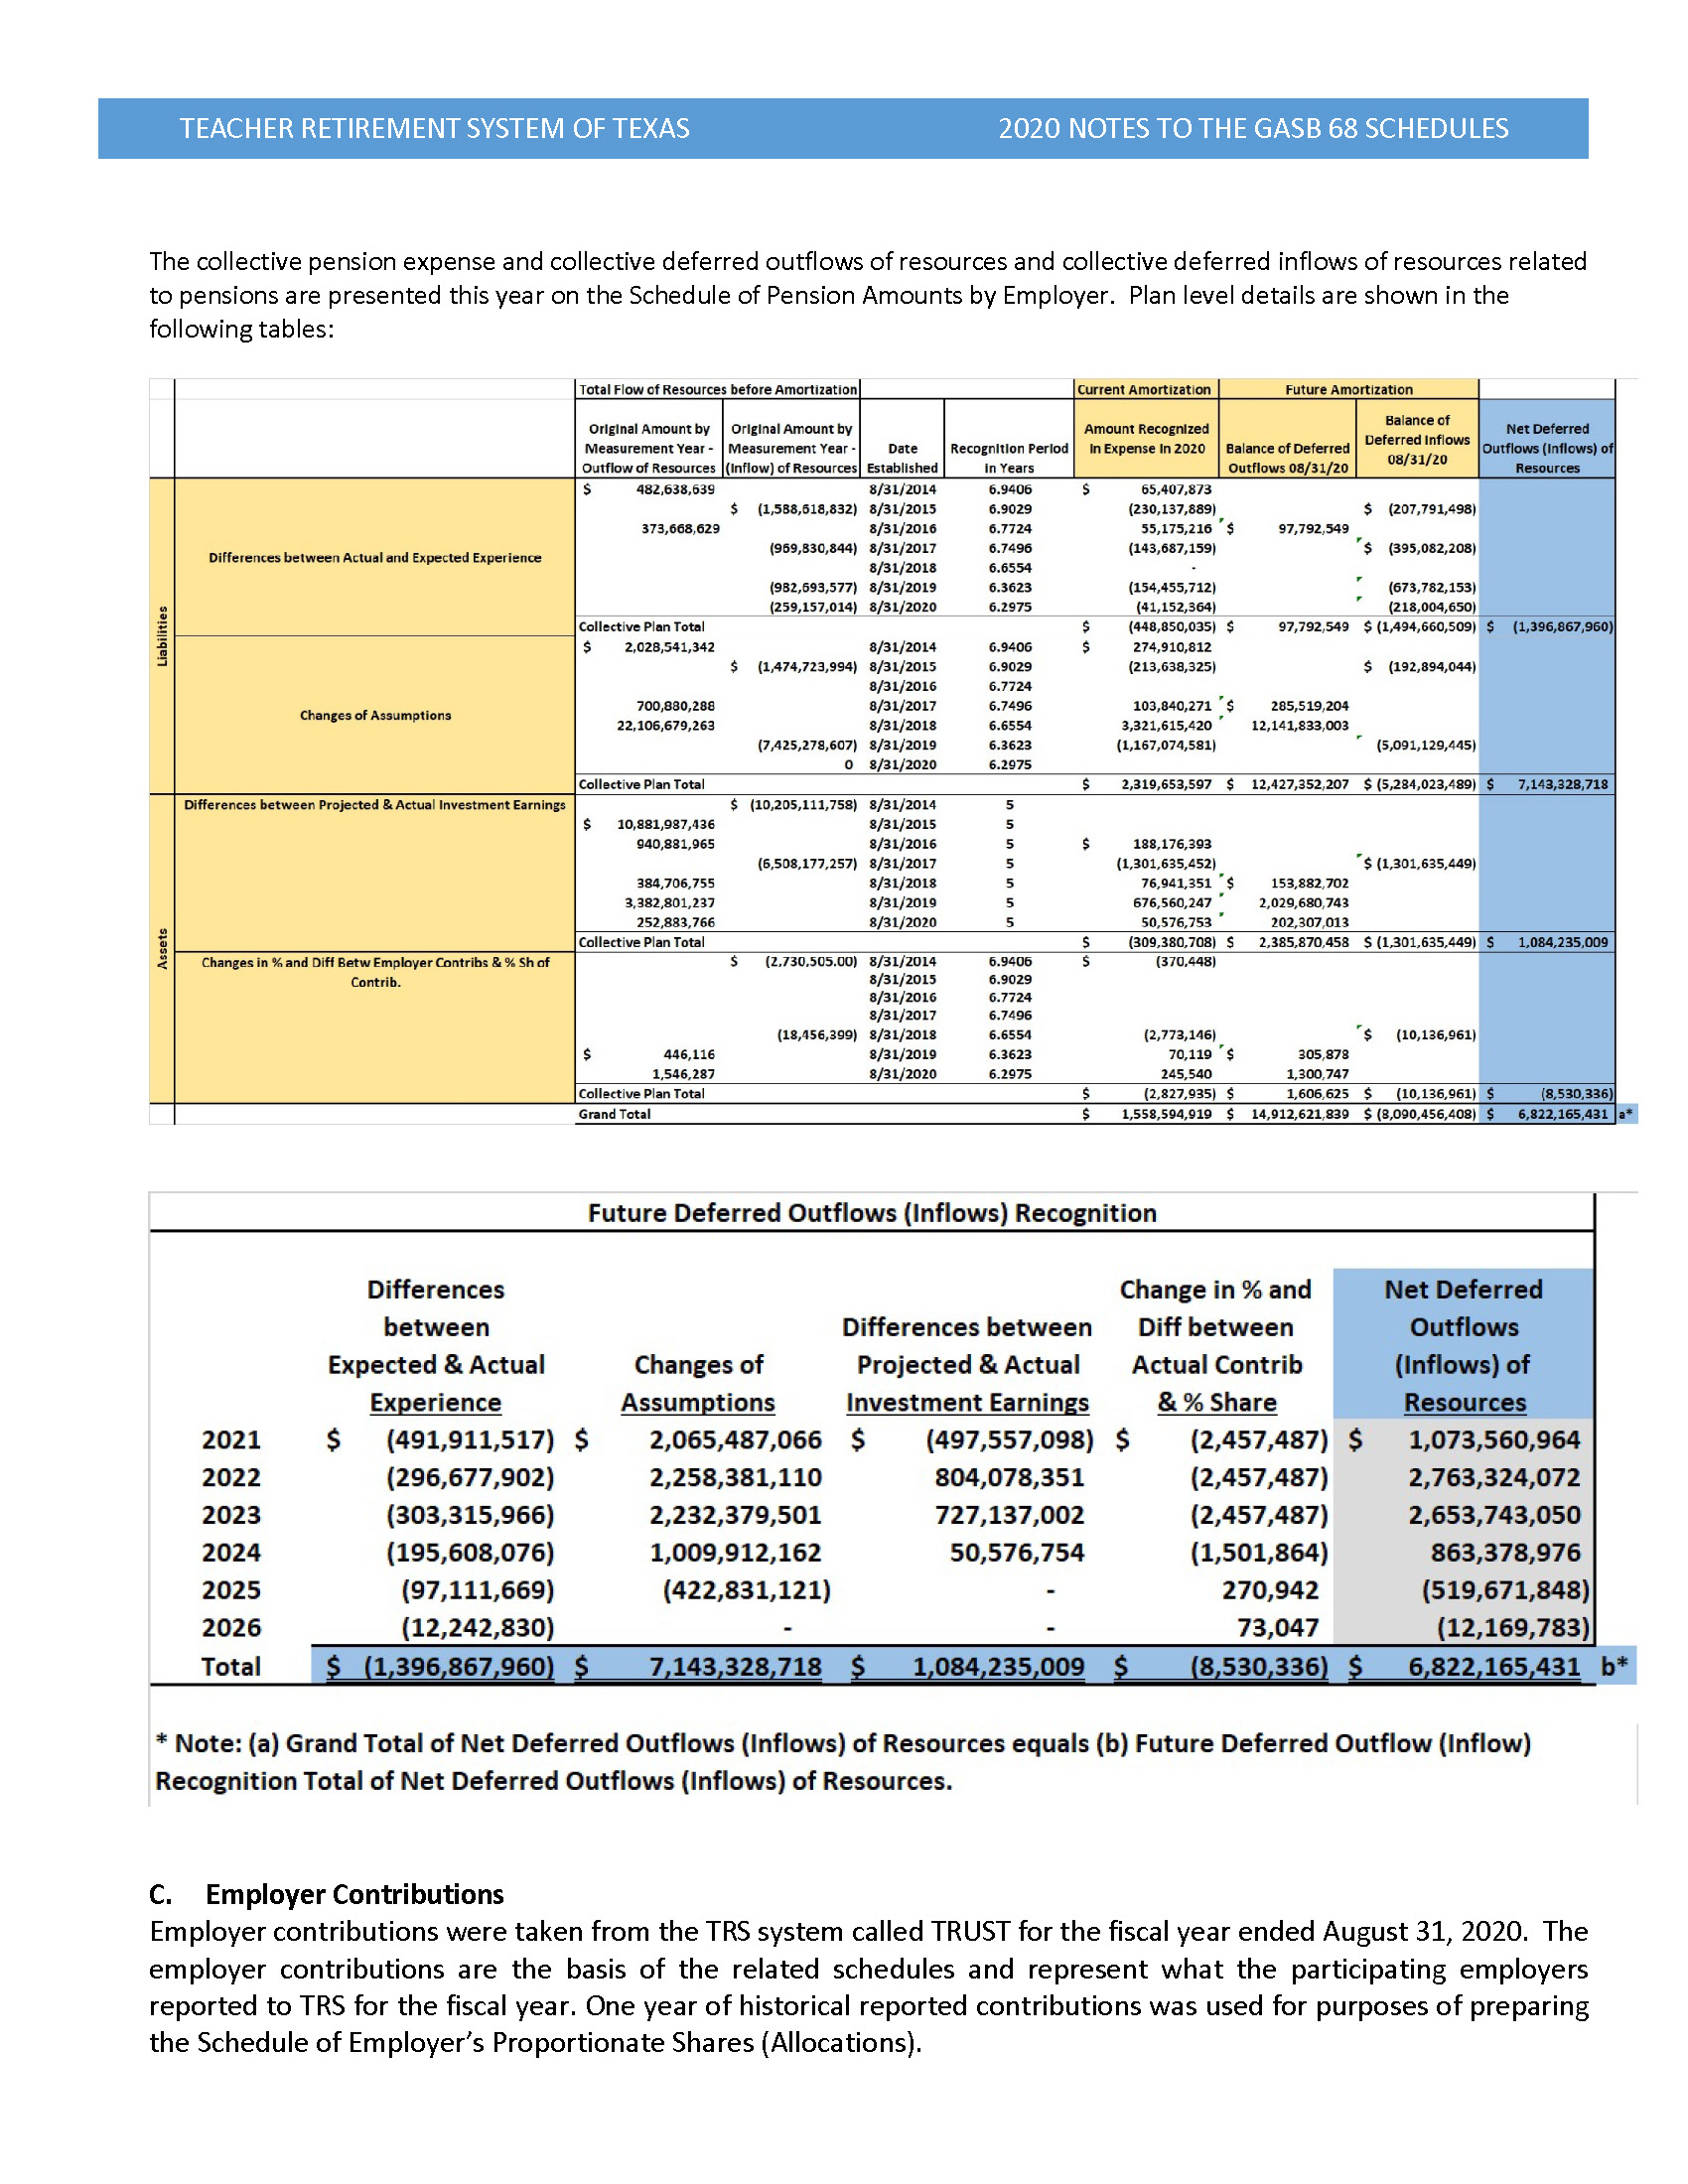 TEACHER RETIREMENT SYSTEM OF TEXAS 2020 NOTES TO THE GASB 68 SCHEDULES
The collective pension expense and collective deferred outflows of resources and collective deferred inflows of resources related
to pensions are presented this year on the Schedule of Pension Amounts by Employer. Plan level details are shown in the
following tables:
Total Flow of Resources before Amortization Current Amortization Future Amortization
Original Amount by Measurement Year - Outflow of Resources
Original Amount by Measurement Year - (Inflow) of Resources
Date Established
Recognition Period in Years
Amount Recognized in Expense in 2020
Balance of Deferred Outflows 08/31/20
Balance of Deferred Inflows 08/31/20
Net Deferred Outflows (Inflows) of Resources
Liabilities
Differences between Actual and Expected Experience
$ 482,638,639 8/31/2014 6.9406 $ 65,407,873
$ (1,588,618,832) 8/31/2015 6.9029 (230,137,889) $ (207,791,498)
373,668,629 8/31/2016 6.7724 55,175,216 $ 97,792,549
(969,830,844) 8/31/2017 6.7496 (143,687,159) $ (395,082,208)
8/31/2018 6.6554 -
(982,693,577) 8/31/2019 6.3623 (154,455,712) (673,782,153)
(259,157,014) 8/31/2020 6.2975 (41,152,364) (218,004,650)
Collective Plan Total $ (448,850,035) $ 97,792,549 $ (1,494,660,509) $ (1,396,867,960)
Changes of Assumptions
$ 2,028,541,342 8/31/2014 6.9406 $ 274,910,812
$ (1,474,723,994) 8/31/2015 6.9029 (213,638,325) $ (192,894,044)
8/31/2016 6.7724
700,880,288 8/31/2017 6.7496 103,840,271 $ 285,519,204
22,106,679,263 8/31/2018 6.6554 3,321,615,420 12,141,833,003
(7,425,278,607) 8/31/2019 6.3623 (1,167,074,581) (5,091,129,445)
0 8/31/2020 6.2975
Collective Plan Total $ 2,319,653,597 $ 12,427,352,207 $ (5,284,023,489) $ 7,143,328,718
Assets
Differences between Projected & Actual Investment Earnings $ (10,205,111,758) 8/31/2014 5
$ 10,881,987,436 8/31/2015 5
940,881,965 8/31/2016 5 $ 188,176,393
(6,508,177,257) 8/31/2017 5 (1,301,635,452) $ (1,301,635,449)
384,706,755 8/31/2018 5 76,941,351 $ 153,882,702
3,382,801,237 8/31/2019 5 676,560,247 2,029,680,743
252,883,766 8/31/2020 5 50,576,753 202,307,013
Collective Plan Total $ (309,380,708) $ 2,385,870,458 $ (1,301,635,449) $ 1,084,235,009
Changes in % and Diff Betw Employer Contribs & % Sh of
Contrib.
$ (2,730,505.00) 8/31/2014 6.9406 $ (370,448)
8/31/2015 6.9029
8/31/2016 6.7724
8/31/2017 6.7496
(18,456,399) 8/31/2018 6.6554 (2,773,146) $ (10,136,961)
$ 446,116 8/31/2019 6.3623 70,119 $ 305,878
1,546,287 8/31/2020 6.2975 245,540 1,300,747
Collective Plan Total $ (2,827,935) $ 1,606,625 $ (10,136,961) $ (8,530,336)
Grand Total $ 1,558,594,919 $ 14,912,621,839 $ (8,090,456,408) $ 6,822,165,431 a*
Future Deferred Outflows (Inflows) Recognition
Differences Change in % and Net Deferred
between Differences between Diff between Outflows
Expected & Actual Changes of Projected & Actual Actual Contrib (Inflows) of
Experience Assumptions Investment Earnings & % Share Resources
2021 $ (491,911,517) $ 2,065,487,066 $ (497,557,098) $ (2,457,487) $ 1,073,560,964
2022 (296,677,902) 2,258,381,110 804,078,351 (2,457,487) 2,763,324,072
2023 (303,315,966) 2,232,379,501 727,137,002 (2,457,487) 2,653,743,050
2024 (195,608,076) 1,009,912,162 50,576,754 (1,501,864) 863,378,976
2025 (97,111,669) (422,831,121) - 270,942 (519,671,848)
2026 (12,242,830) - - 73,047 (12,169,783)
Total $ (1,396,867,960) $ 7,143,328,718 $ 1,084,235,009 $ (8,530,336) $ 6,822,165,431 b*
* Note: (a) Grand Total of Net Deferred Outflows (Inflows) of Resources equals (b) Future Deferred Outflow (Inflow)
Recognition Total of Net Deferred Outflows (Inflows) of Resources.
C. Employer Contributions
Employer contributions were taken from the TRS system called TRUST for the fiscal year ended August 31, 2020. The
employer contributions are the basis of the related schedules and represent what the participating employers
reported to TRS for the fiscal year. One year of historical reported contributions was used for purposes of preparing
the Schedule of Employer's Proportionate Shares (Allocations).